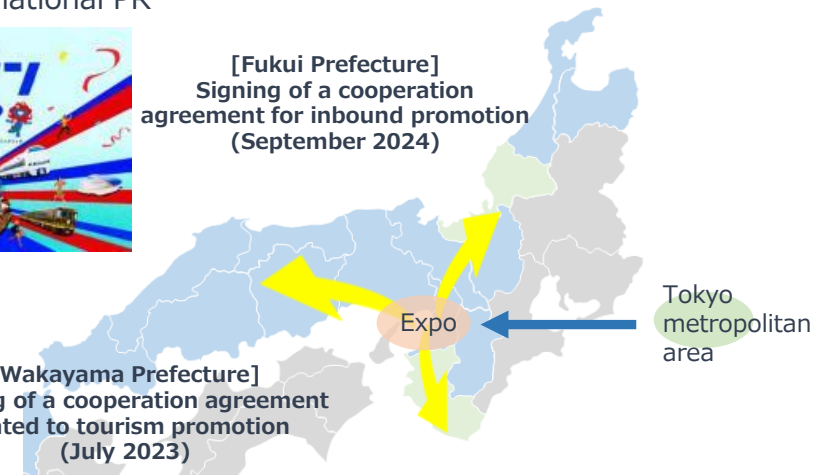 national PR
[Fukui Prefecture]
Signing of a cooperation
agreement for inbound promotion
(September 2024)
Expo
Tokyo
metropolitan
area
Wakayama Prefecture]
of a cooperation agreement
to tourism promotion
(July 2023)